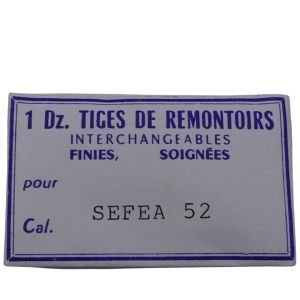 1 Dz. TIGES DE REMONTOIRS
INTERCHANGEABLES
FINIES, SOIGNÉES
pour
Cal. SEFEA 52